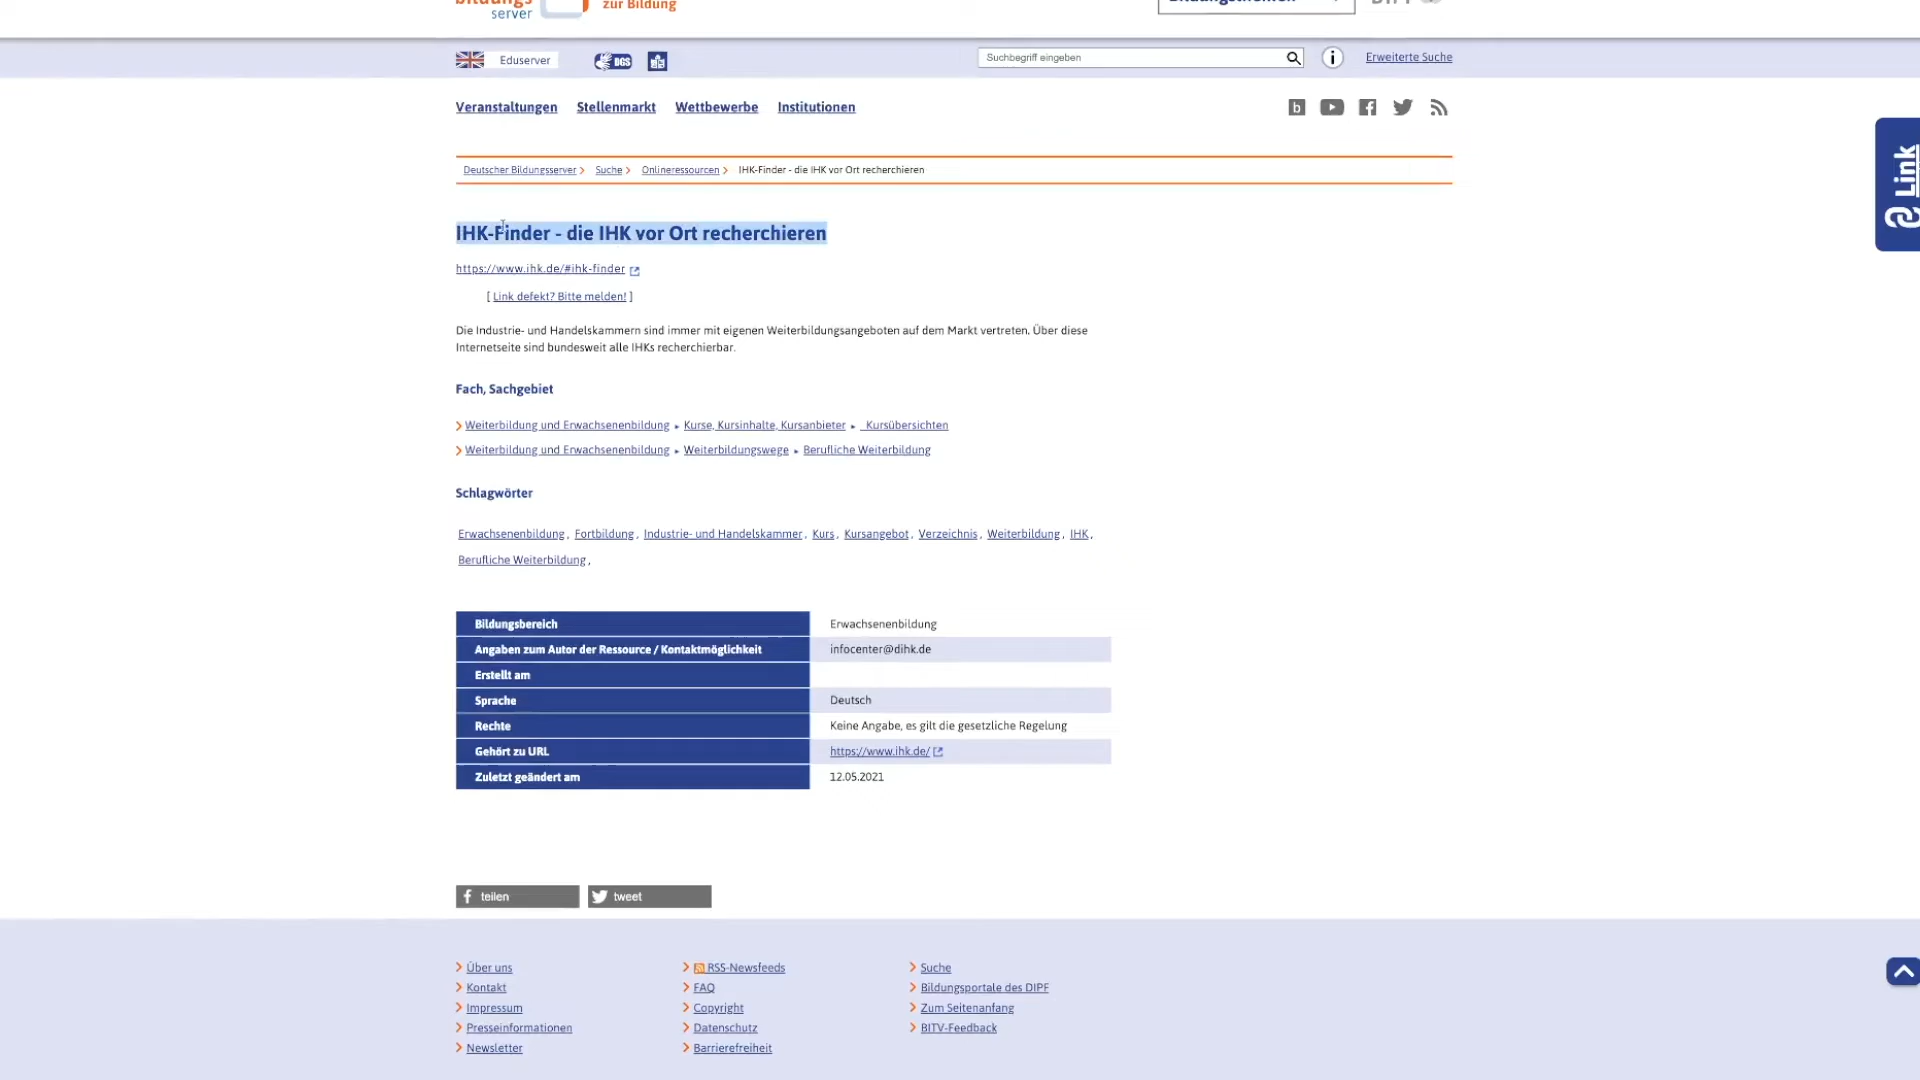 server
zur Bildung
Eduserver
DGS
Suchbegriff eingeben
Erweiterte Suche
Veranstaltungen Stellenmarkt Wettbewerbe Institutionen
Link
Deutscher Bildungsserver Suche Onlineressourcen IHK-Finder - die IHK vor Ort recherchieren
IHK-Finder - die IHK vor Ort recherchieren
https://www.ihk.de/#ihk-finder
[ Link defekt? Bitte melden! ]
Die Industrie- und Handelskammern sind immer mit eigenen Weiterbildungsangeboten auf dem Markt vertreten. Über diese
Internetseite sind bundesweit alle IHKs recherchierbar.
Fach, Sachgebiet
Weiterbildung und Erwachsenenbildung Kurse, Kursinhalte, Kursanbieter Kursübersichten
Weiterbildung und Erwachsenenbildung Weiterbildungswege Berufliche Weiterbildung
Schlagwörter
Erwachsenenbildung, Fortbildung, Industrie- und Handelskammer, Kurs, Kursangebot, Verzeichnis, Weiterbildung, IHK,
Berufliche Weiterbildung,
Bildungsbereich Erwachsenenbildung
Angaben zum Autor der Ressource / Kontaktmöglichkeit infocenter@dihk.de
Erstellt am
Sprache Deutsch
Rechte Keine Angabe, es gilt die gesetzliche Regelung
Gehört zu URL https://www.ihk.de/
Zuletzt geändert am 12.05.2021
teilen tweet
Über uns RSS-Newsfeeds Suche
Kontakt FAQ Bildungsportale des DIPF
Impressum Copyright Zum Seitenanfang
Presseinformationen Datenschutz BITV-Feedback
Newsletter Barrierefreiheit